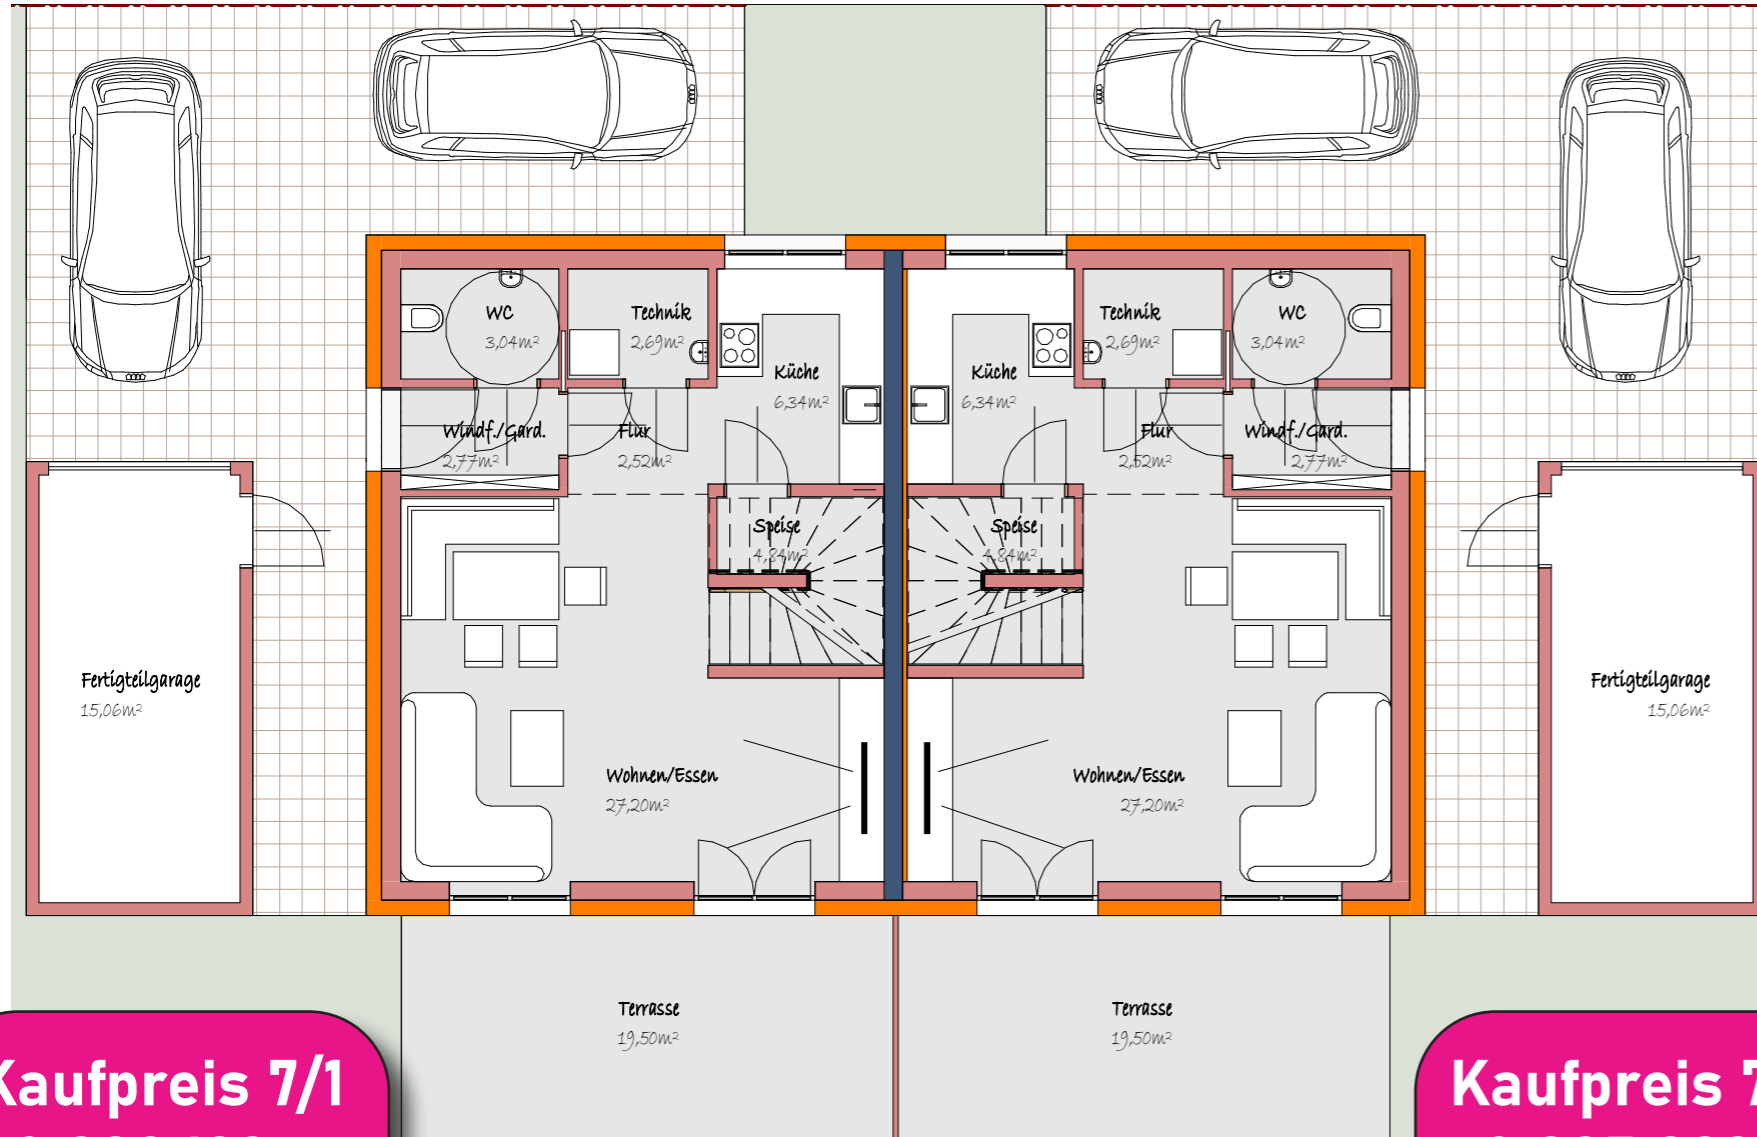 WC
3,04m²
Technik
2,69m²
Küche
6,34m²
Windf./Gard.
2,77m²
Flur
2,52m²
Speise
4,84m²
Fertigteilgarage
15,06m²
Wohnen/Essen
27,20m²
Terrasse
19,50m²
Technik
2,69m²
WC
3,04m²
Küche
6,34m²
Flur
2,52m²
Windf./Gard.
2,77m²
Speise
4,84m²
Fertigteilgarage
15,06m²
Wohnen/Essen
27,20m²
Terrasse
19,50m²
Kaufpreis 7/1
Kaufpreis 7